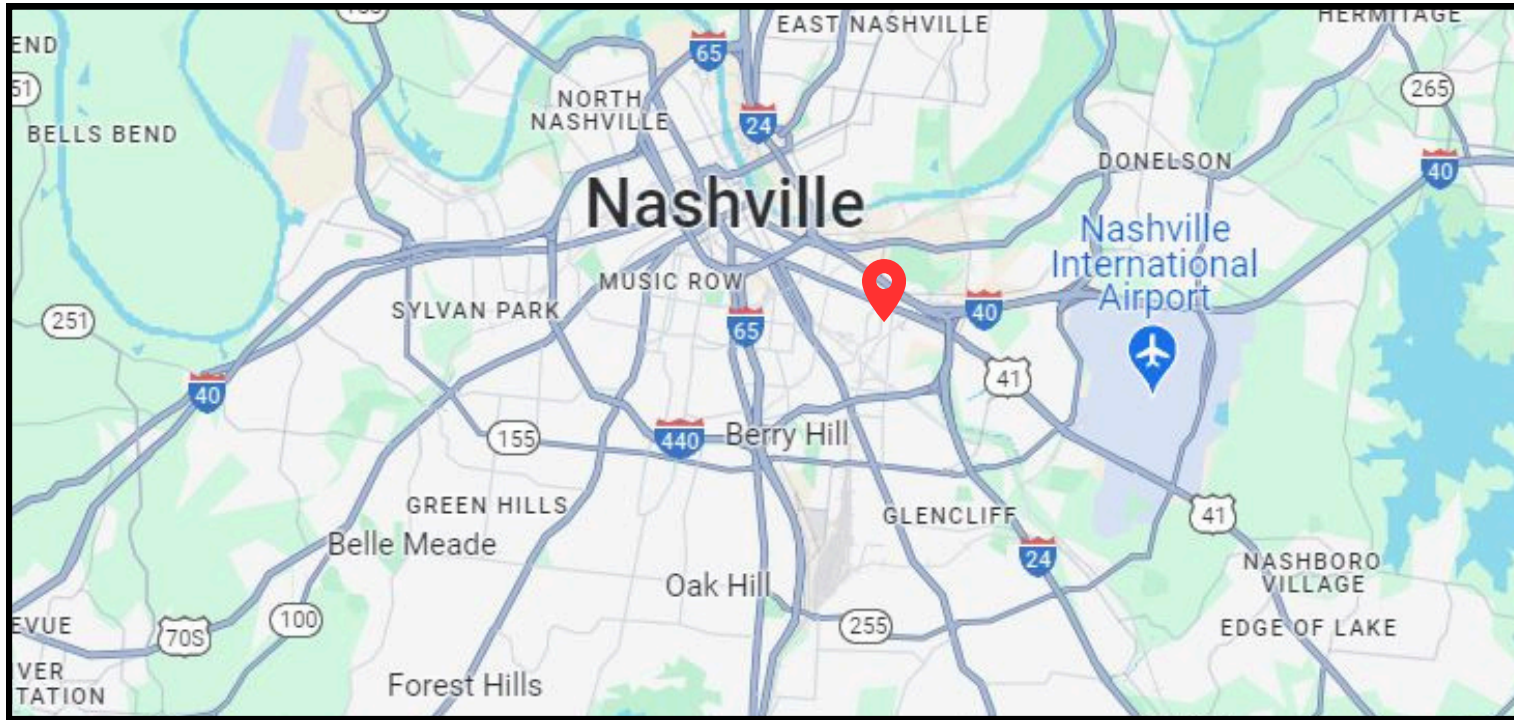 155
HERMITAGE
EAST NASHVILLE
END
65
51
265
NORTH
NASHVILLE
24
BELLS BEND
DONELSON
40
Nashville
Nashville
International
Airport
MUSIC ROW
SYLVAN PARK
251
65
40
41
40
155
440
Berry Hill
GREEN HILLS
GLENCLIFF
41
Belle Meade
24
NASHBORO
VILLAGE
Oak Hill
100
EVUE
70S
255
EDGE OF LAKE
VER
TATION
Forest Hills